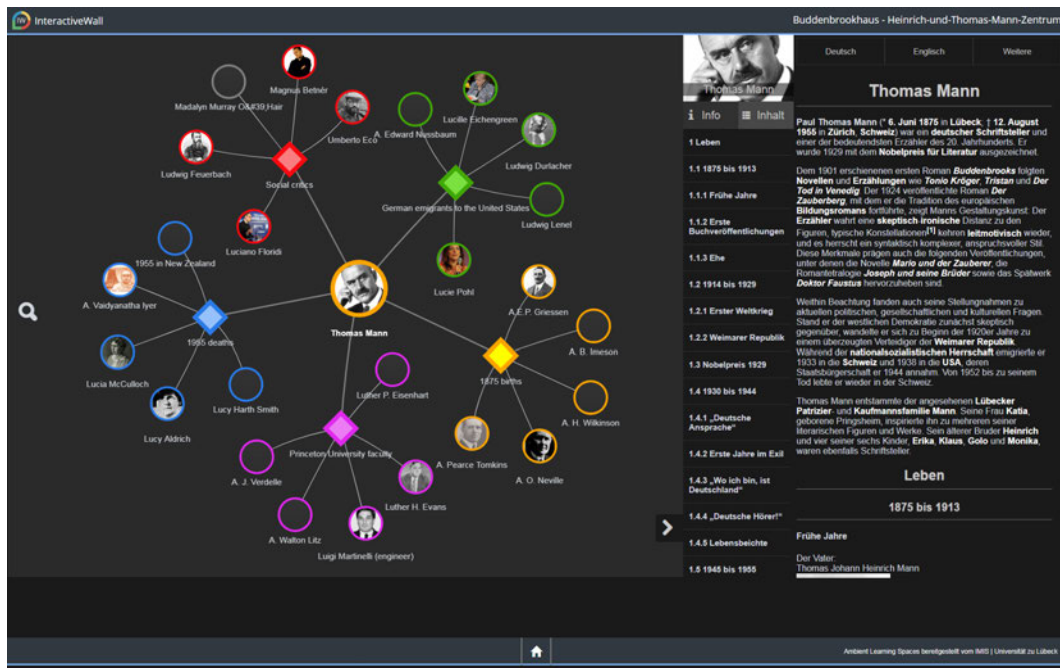 InteractiveWall
Buddenbrookhaus - Heinrich-und-Thomas-Mann-Zentrum
Magnus Betnér
Madalyn Murray O&#39;Hair
Umberto Eco
Ludwig Feuerbach
Social critics
Luciano Floridi
Lucille Eichengreen
A. Edward Nussbaum
Ludwig Durlacher
German emigrants to the United States
Ludwig Lenel
Lucie Pohl
1955 in New Zealand
A. Vaidyanatha Iyer
1955 deaths
Lucia McCulloch
Lucy Harth Smith
Lucy Aldrich
Thomas Mann
A.E.P. Griessen
A. B. Imeson
1875 births
A. H. Wilkinson
A. Pearce Tomkins
A. O. Neville
Luther P. Eisenhart
Princeton University faculty
A. J. Verdelle
Luther H. Evans
A. Walton Litz
Luigi Martinelli (engineer)
Thomas Mann
Info
Inhalt
1 Leben
1.1 1875 bis 1913
1.1.1 Frühe Jahre
1.1.2 Erste
Buchveröffentlichungen
1.1.3 Ehe
1.2 1914 bis 1929
1.2.1 Erster Weltkrieg
1.2.2 Weimarer Republik
1.3 Nobelpreis 1929
1.4 1930 bis 1944
1.4.1 „Deutsche
Ansprache“
1.4.2 Erste Jahre im Exil
1.4.3 „Wo ich bin, ist
Deutschland“
1.4.4 „Deutsche Hörer!“
1.4.5 Lebensbeichte
1.5 1945 bis 1955
Deutsch
Englisch
Weitere
Thomas Mann
Paul Thomas Mann (* 6. Juni 1875 in Lübeck; † 12. August
1955 in Zürich, Schweiz) war ein deutscher Schriftsteller und
einer der bedeutendsten Erzähler des 20. Jahrhunderts. Er
wurde 1929 mit dem Nobelpreis für Literatur ausgezeichnet.
Dem 1901 erschienenen ersten Roman Buddenbrooks folgten
Novellen und Erzählungen wie Tonio Kröger, Tristan und Der
Tod in Venedig. Der 1924 veröffentlichte Roman Der
Zauberberg, mit dem er die Tradition des europäischen
Bildungsromans fortführte, zeigt Manns Gestaltungskunst: Der
Erzähler wahrt eine skeptisch-ironische Distanz zu den
Figuren, typische Konstellationen[1] kehren leitmotivisch wieder,
und es herrscht ein syntaktisch komplexer, anspruchsvoller Stil.
Diese Merkmale prägen auch die folgenden Veröffentlichungen,
unter denen die Novelle Mario und der Zauberer, die
Romantetralogie Joseph und seine Brüder sowie das Spätwerk
Doktor Faustus hervorzuheben sind.
Weithin Beachtung fanden auch seine Stellungnahmen zu
aktuellen politischen, gesellschaftlichen und kulturellen Fragen.
Stand er der westlichen Demokratie zunächst skeptisch
gegenüber, wandelte er sich zu Beginn der 1920er Jahre zu
einem überzeugten Verteidiger der Weimarer Republik.
Während der nationalsozialistischen Herrschaft emigrierte er
1933 in die Schweiz und 1938 in die USA, deren
Staatsbürgerschaft er 1944 annahm. Von 1952 bis zu seinem
Tod lebte er wieder in der Schweiz.
Thomas Mann entstammte der angesehenen Lübecker
Patrizier- und Kaufmannsfamilie Mann. Seine Frau Katia,
geborene Pringsheim, inspirierte ihn zu mehreren seiner
literarischen Figuren und Werke. Sein älterer Bruder Heinrich
und vier seiner sechs Kinder, Erika, Klaus, Golo und Monika,
waren ebenfalls Schriftsteller.
Leben
1875 bis 1913
Frühe Jahre
Der Vater:
Thomas Johann Heinrich Mann
Ambient Learning Spaces bereitgestellt vom IMIS | Universität zu Lübeck